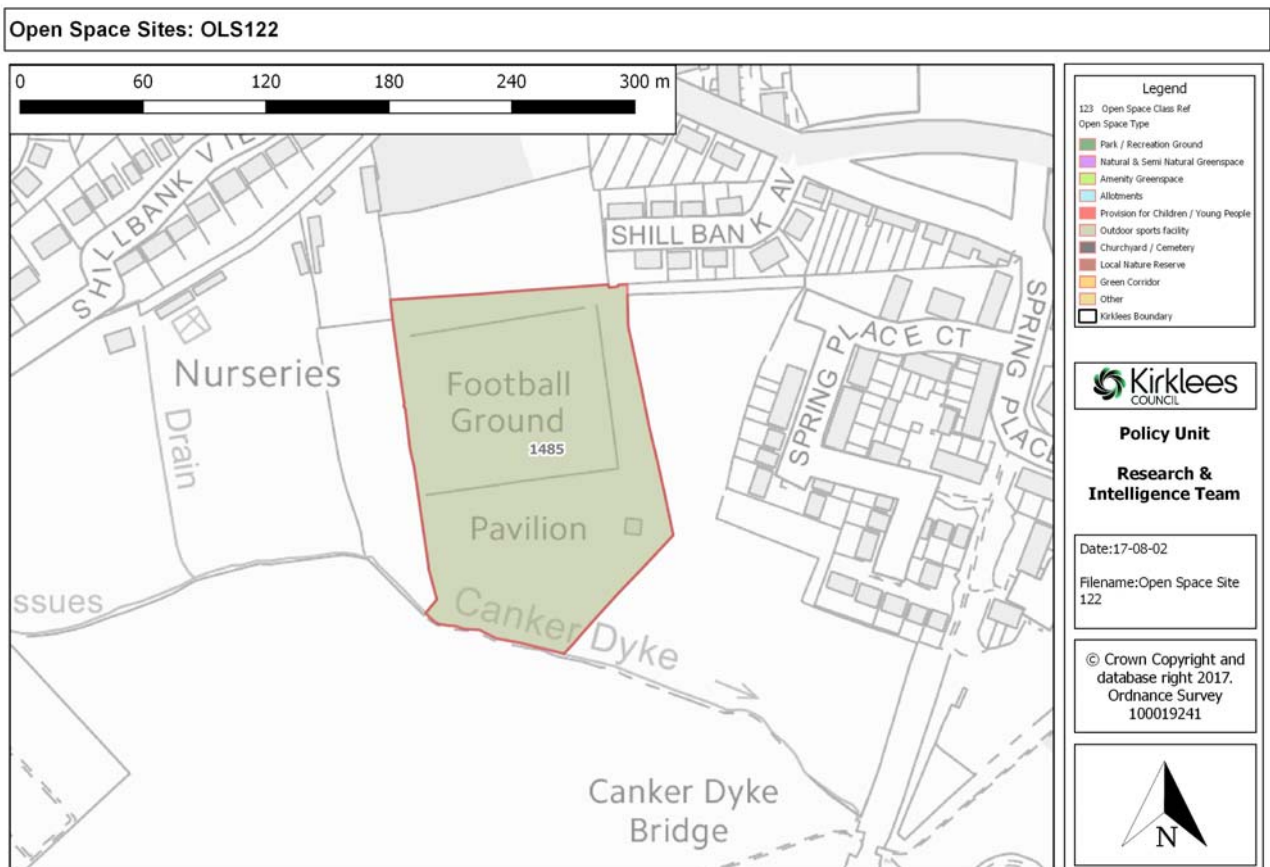 Open Space Sites: OLS122
0 60 120 180 240 300 m
SHILLBANK VIE
SHILL BANK AV
Nurseries
Drain
Football
Ground
1485
Pavilion
SPRING PLACE CT
SPRING PLACE
ssues
Canker Dyke
Canker Dyke
Bridge
Legend
123 Open Space Class Ref
Open Space Type
Park / Recreation Ground
Natural & Semi Natural Greenspace
Amenity Greenspace
Allotments
Provision for Children / Young People
Outdoor sports facility
Churchyard / Cemetery
Local Nature Reserve
Green Corridor
Other
Kirklees Boundary
Kirklees
COUNCIL
Policy Unit
Research &
Intelligence Team
Date:17-08-02
Filename:Open Space Site
122
© Crown Copyright and
database right 2017.
Ordnance Survey
100019241
N